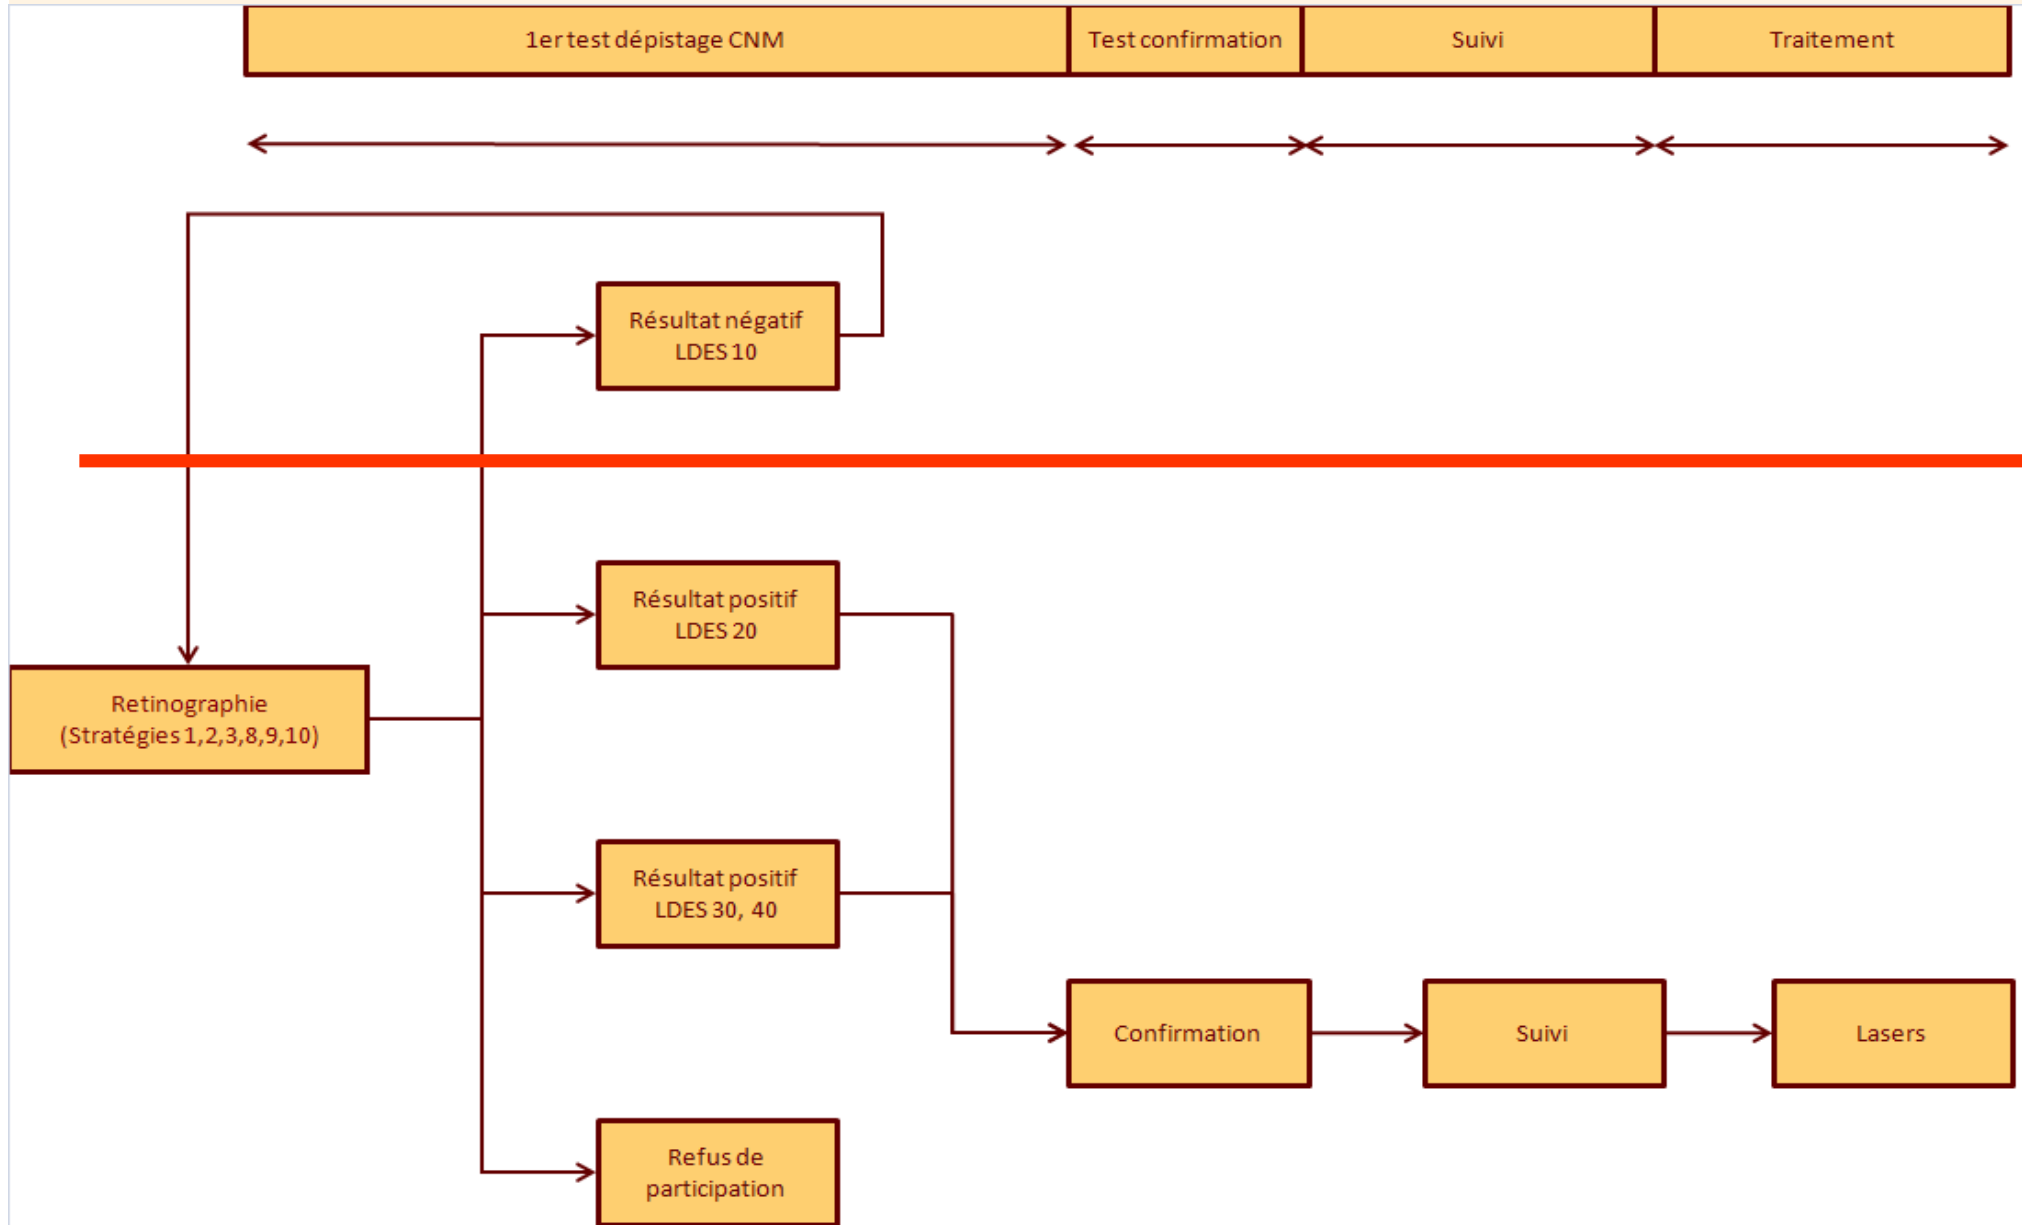 1er test dépistage CNM
Test confirmation
Suivi
Traitement
Résultat négatif
LDES 10
Résultat positif
LDES 20
Retinographie
(Stratégies 1,2,3,8,9,10)
Résultat positif
LDES 30, 40
Confirmation
Suivi
Lasers
Refus de
participation